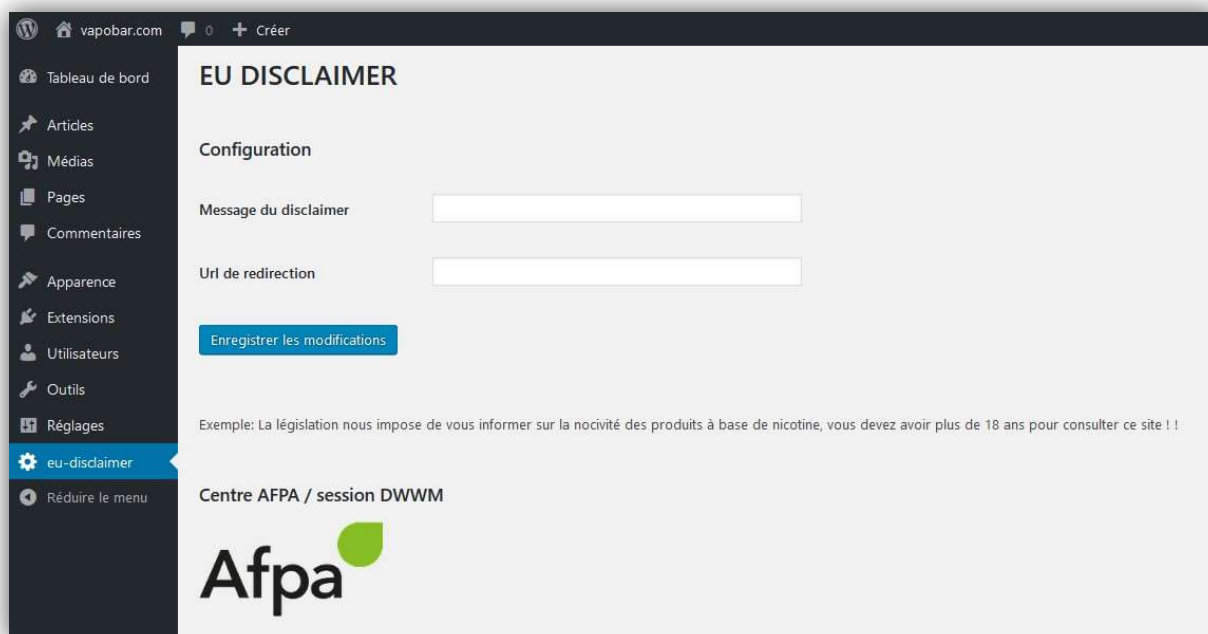 vapobar.com 0 Créer
Tableau de bord
Articles
Médias
Pages
Commentaires
Apparence
Extensions
Utilisateurs
Outils
Réglages
eu-disclaimer
Réduire le menu
EU DISCLAIMER
Configuration
Message du disclaimer
Url de redirection
Enregistrer les modifications
Exemple: La législation nous impose de vous informer sur la nocivité des produits à base de nicotine, vous devez avoir plus de 18 ans pour consulter ce site ! !
Centre AFPA / session DWWM
Afpa